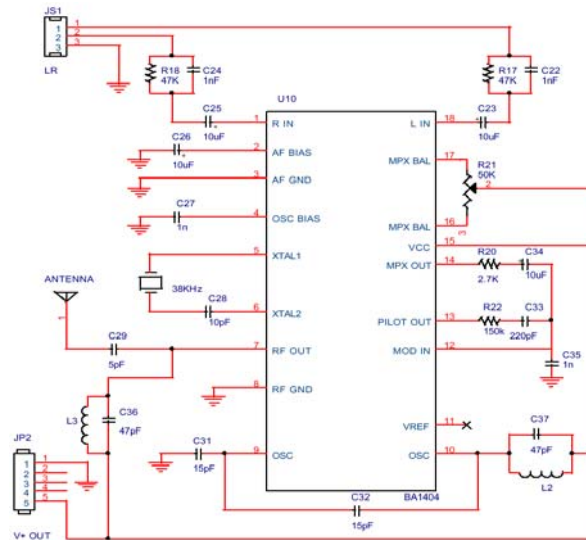 JS1
1
2
3
LR
R18
47K
C24
1nF
R17
47K
C22
1nF
U10
C25
10uF
1
R IN
L IN
18
C23
10uF
C26
10uF
2
AF BIAS
MPX BAL
17
R21
50K
2
3
AF GND
C27
1n
4
OSC BIAS
MPX BAL
16
3
VCC
15
5
XTAL1
MPX OUT
14
R20
2.7K
C34
10uF
38KHz
C28
10pF
6
XTAL2
PILOT OUT
13
R22
150k
C33
220pF
ANTENNA
1
C29
5pF
7
RF OUT
MOD IN
12
C35
1n
8
RF GND
L3
C36
47pF
VREF
11
JP2
1
2
3
4
5
V+ OUT
C31
15pF
9
OSC
OSC
10
C37
47pF
L2
BA1404
C32
15pF